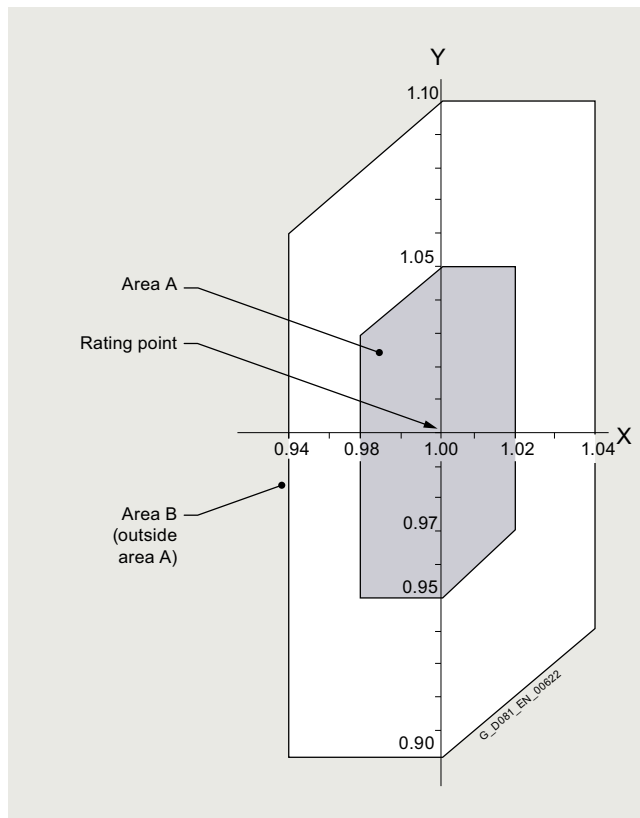 Y
1.10
1.05
Area A
Rating point
X
0.94 0.98 1.00 1.02 1.04
Area B
(outside
area A)
0.97
0.95
0.90
G_D081_EN_00622